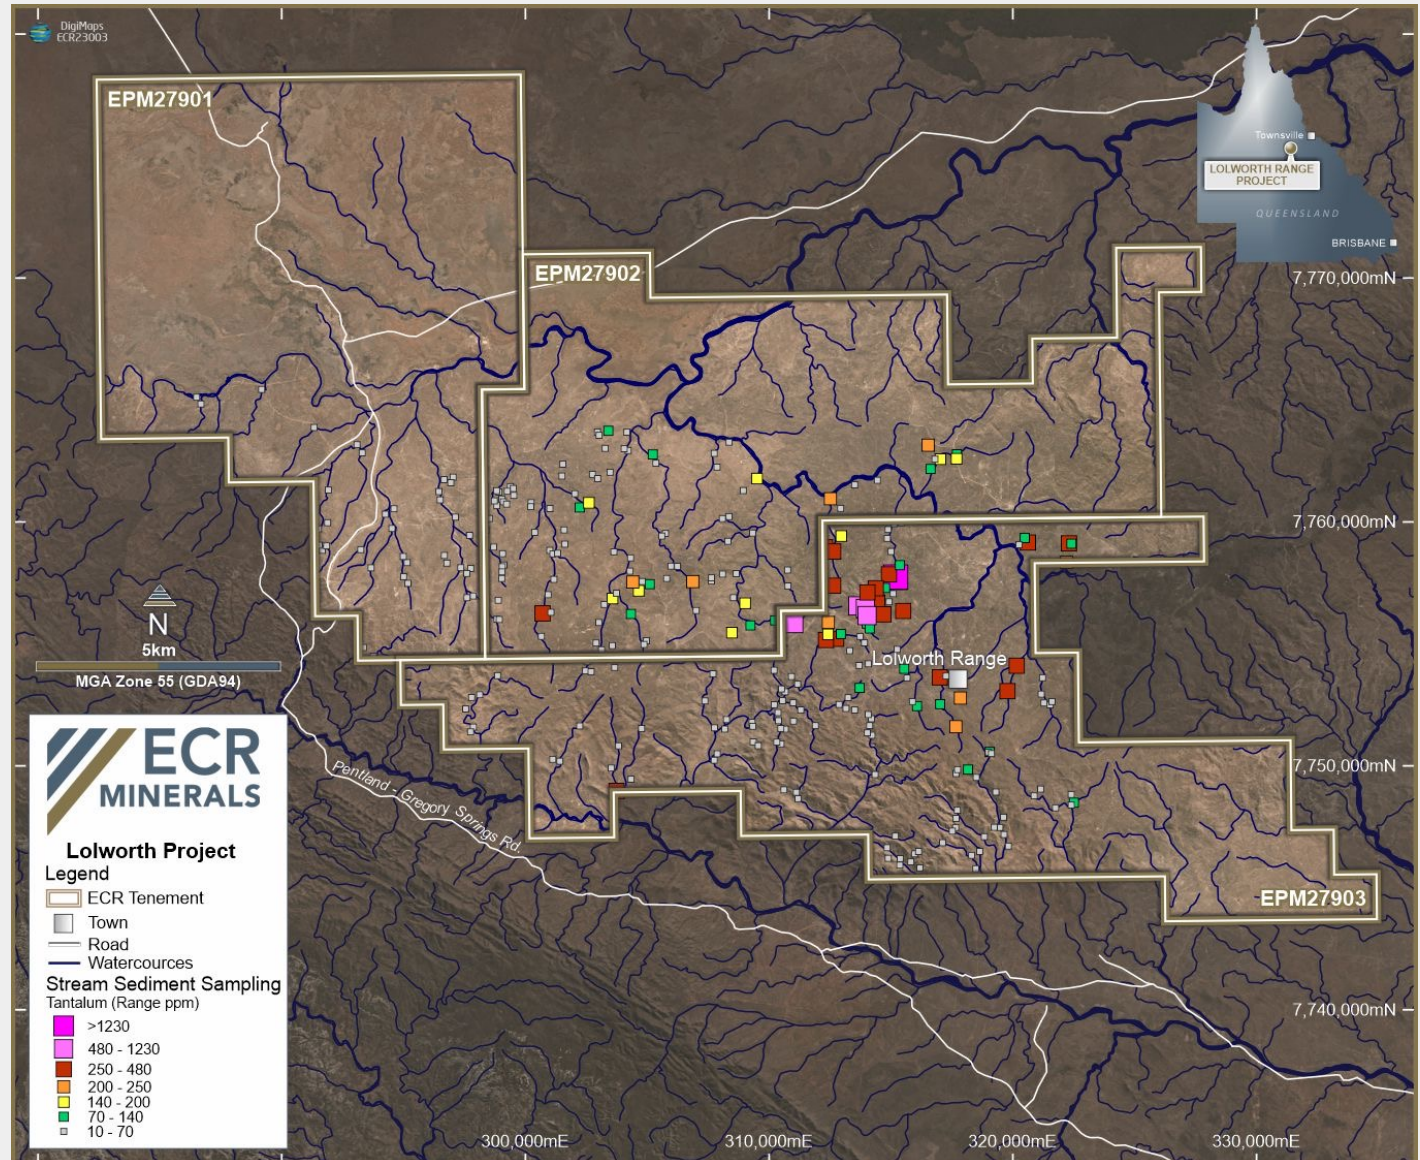 DigiMaps
ECR23003
EPM27901
Townsville
LOLWORTH RANGE
PROJECT
QUEENSLAND
BRISBANE
EPM27902
7,770,000mN
7,760,000mN
N
5km
MGA Zone 55 (GDA94)
Lolworth Range
ECR
MINERALS
Pentland - Gregory Springs Rd.
7,750,000mN
Lolworth Project
Legend
ECR Tenement
Town
Road
Watercources
Stream Sediment Sampling
Tantalum (Range ppm)
>1230
480 - 1230
250 - 480
200 - 250
140 - 200
70 - 140
10 - 70
EPM27903
7,740,000mN
300,000mE
310,000mE
320,000mE
330,000mE